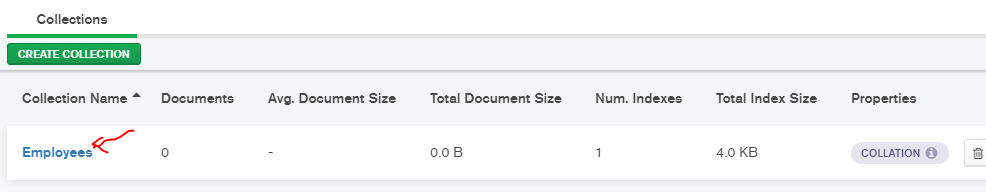 Collections
CREATE COLLECTION
Collection Name Documents Avg. Document Size Total Document Size Num. Indexes Total Index Size Properties
Employees 0 - 0.0 B 1 4.0 KB COLLATION